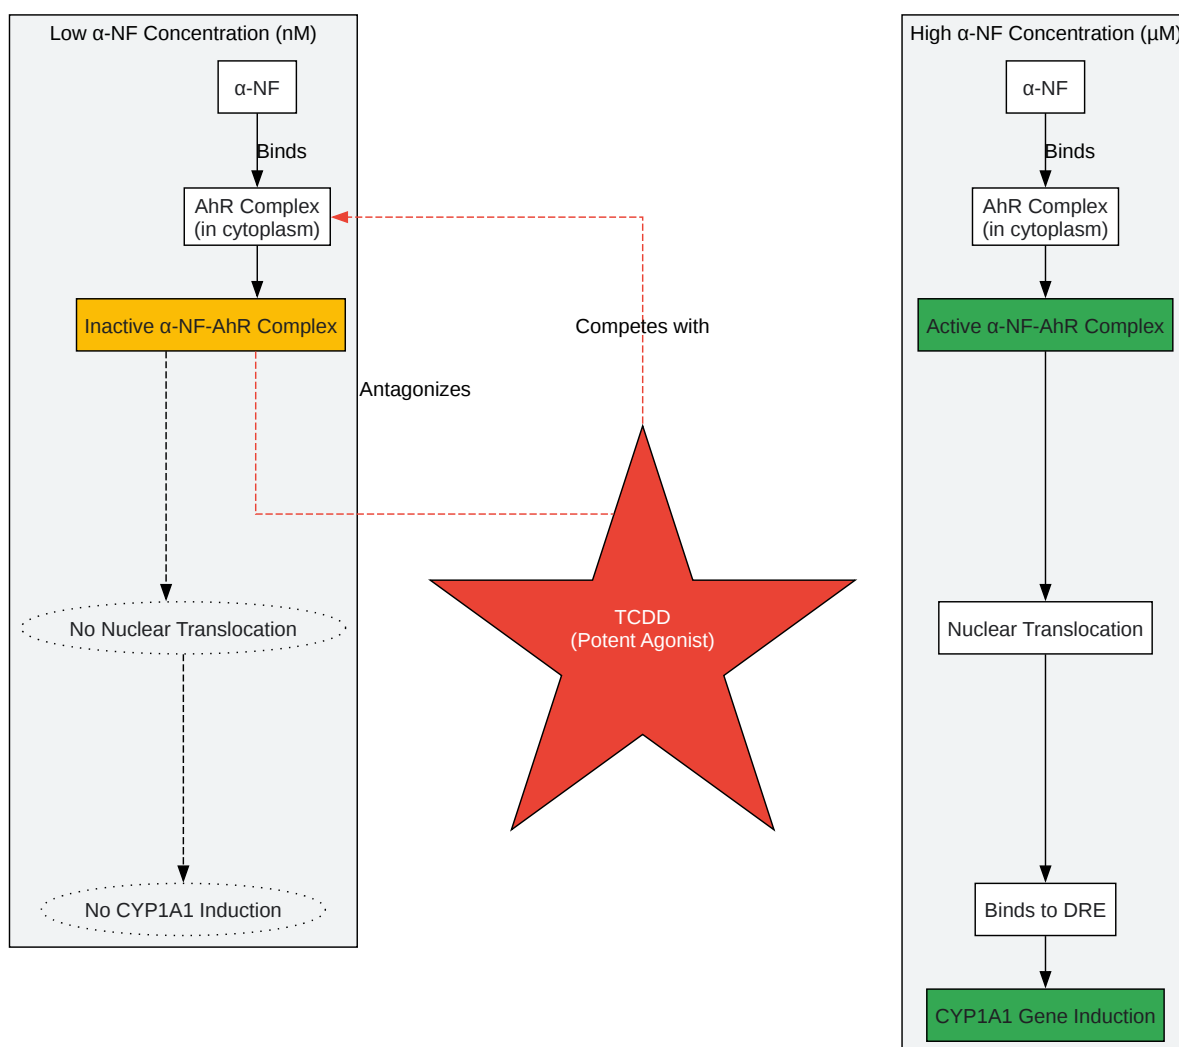 Low α-NF Concentration (nM)
α-NF
Binds
AhR Complex
(in cytoplasm)
Inactive α-NF-AhR Complex
Antagonizes
No Nuclear Translocation
No CYP1A1 Induction
Competes with
TCDD
(Potent Agonist)
High α-NF Concentration (µM)
α-NF
Binds
AhR Complex
(in cytoplasm)
Active α-NF-AhR Complex
Nuclear Translocation
Binds to DRE
CYP1A1 Gene Induction